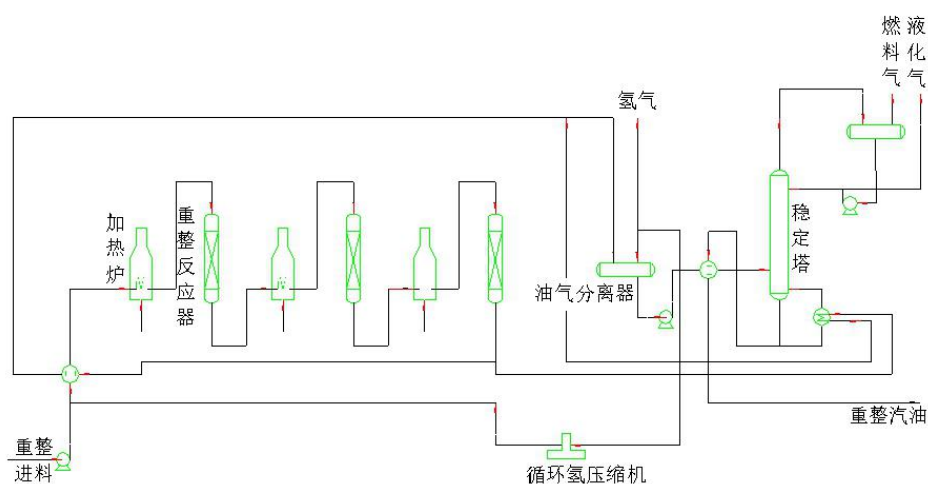 燃料气
液化气
氢气
加热炉
重整反应器
稳定塔
油气分离器
重整汽油
重整
进料
循环氢压缩机